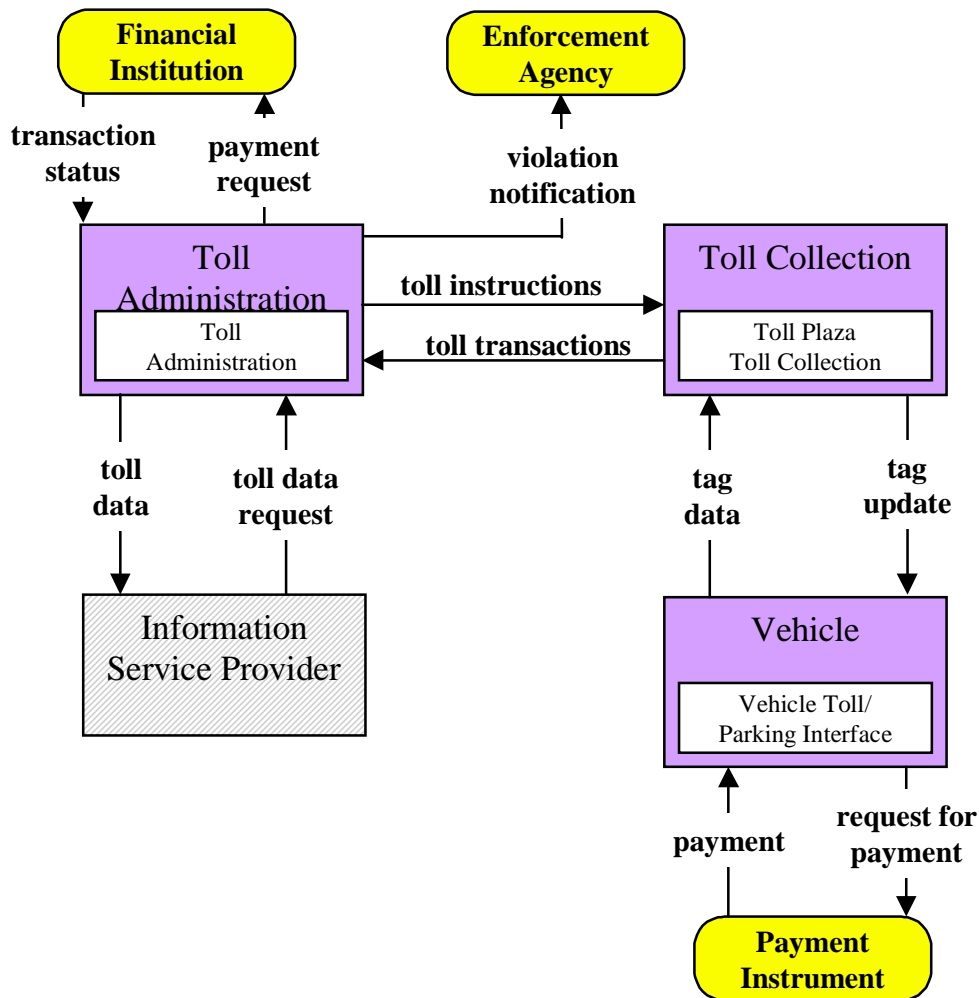 Financial
Institution
Enforcement
Agency
transaction
status
payment
request
violation
notification
Toll
Administration
Toll
Administration
toll instructions
toll transactions
Toll Collection
Toll Plaza
Toll Collection
toll
data
toll data
request
tag
data
tag
update
Information
Service Provider
Vehicle
Vehicle Toll/
Parking Interface
payment
request for
payment
Payment
Instrument